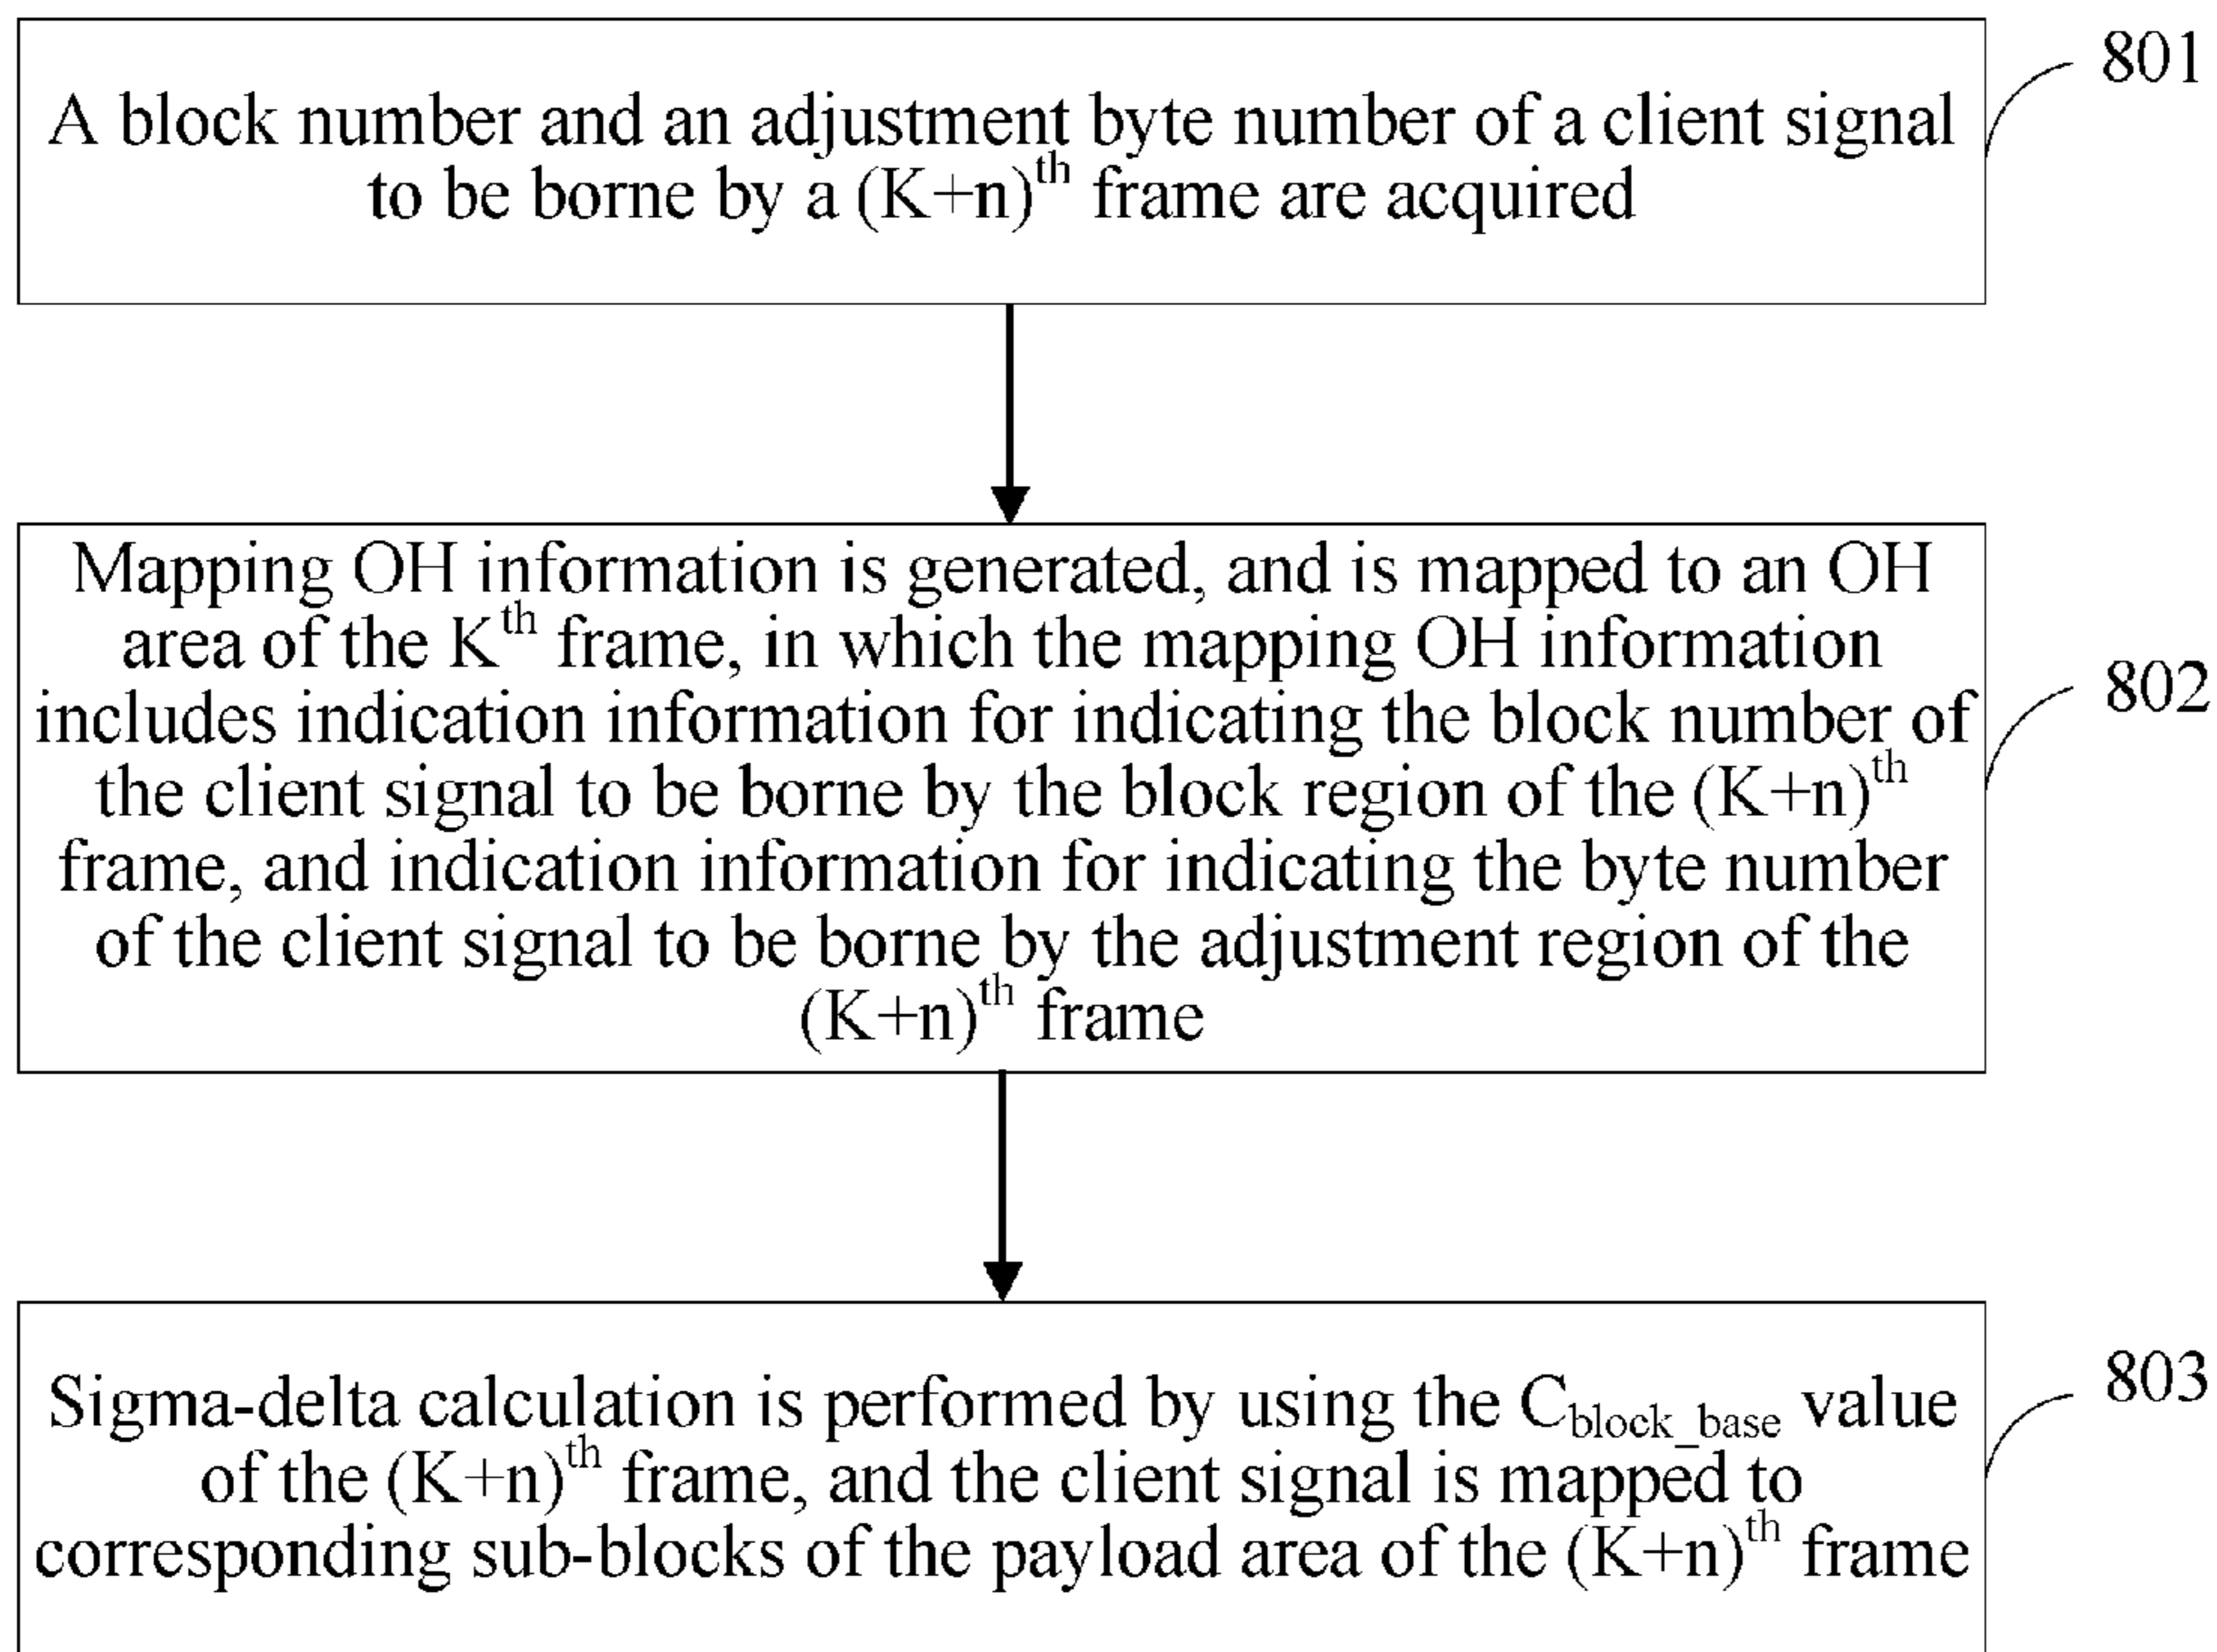 A block number and an adjustment byte number of a client signal
to be borne by a (K+n)th frame are acquired
801
Mapping OH information is generated, and is mapped to an OH
area of the Kth frame, in which the mapping OH information
includes indication information for indicating the block number of
the client signal to be borne by the block region of the (K+n)th
frame, and indication information for indicating the byte number
of the client signal to be borne by the adjustment region of the
(K+n)th frame
802
Sigma-delta calculation is performed by using the Cblock_base value
of the (K+n)th frame, and the client signal is mapped to
corresponding sub-blocks of the payload area of the (K+n)th frame
803